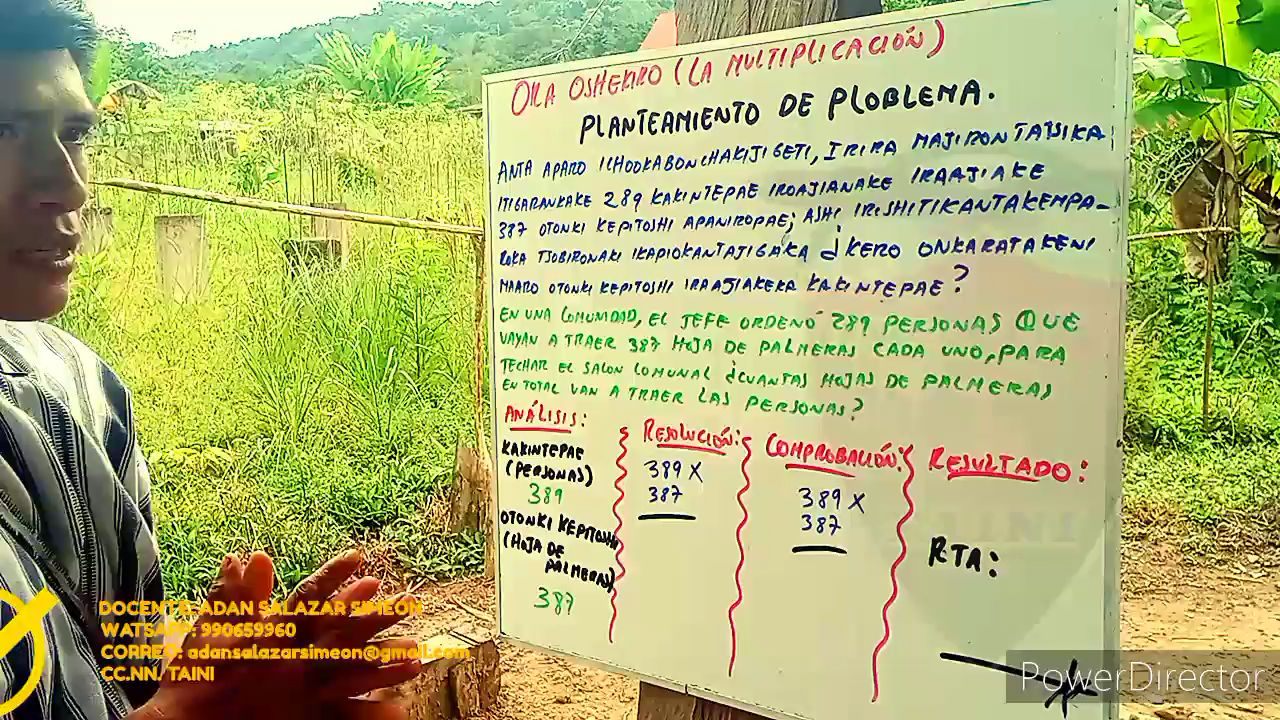 OKA OSHEKIRO (LA MULTIPLICACIÓN)
PLANTEAMIENTO DE PLOBLEMA.
ANTA APARO ICHOOKABONCHAKIJIGETI, IRIRA MAJIRONTATSIKA
ITIGARANKAKE 289 KAKINTEPAE IROAJIANAKE IRAAJIAKE
387 OTONKI KEPITOSHI APANIROPAE; ASHI IRISHITIKANTAKEMPA-
ROKA TSOBIRONAKI IKAPIOKANTAJIGAKA ¿KERO ONKARATAKENI
MAARO OTONKI KEPITOSHI IRAAJIAKERA KAKINTEPAE?
EN UNA COMUNIDAD, EL JEFE ORDENÓ 289 PERSONAS QUE
VAYAN A TRAER 387 HOJA DE PALMERAS CADA UNO, PARA
TECHAR EL SALON COMUNAL ¿CUANTAS HOJAS DE PALMERAS
EN TOTAL VAN A TRAER LAS PERSONAS?
ANÁLISIS:
KAKINTEPAE
(PERSONAS)
389
OTONKI KEPITOSHI
(HOJA DE
PALMERAS)
387
RESOLUCIÓN:
389 X
387
COMPROBACIÓN:
389 X
387
RESULTADO:
RTA:
DOCENTE: ADAN SALAZAR SIMEON
WATSAPP: 990659960
CORREO: adansalazarsimeon@gmail.com
CC.NN/ TAINI
PowerDirector